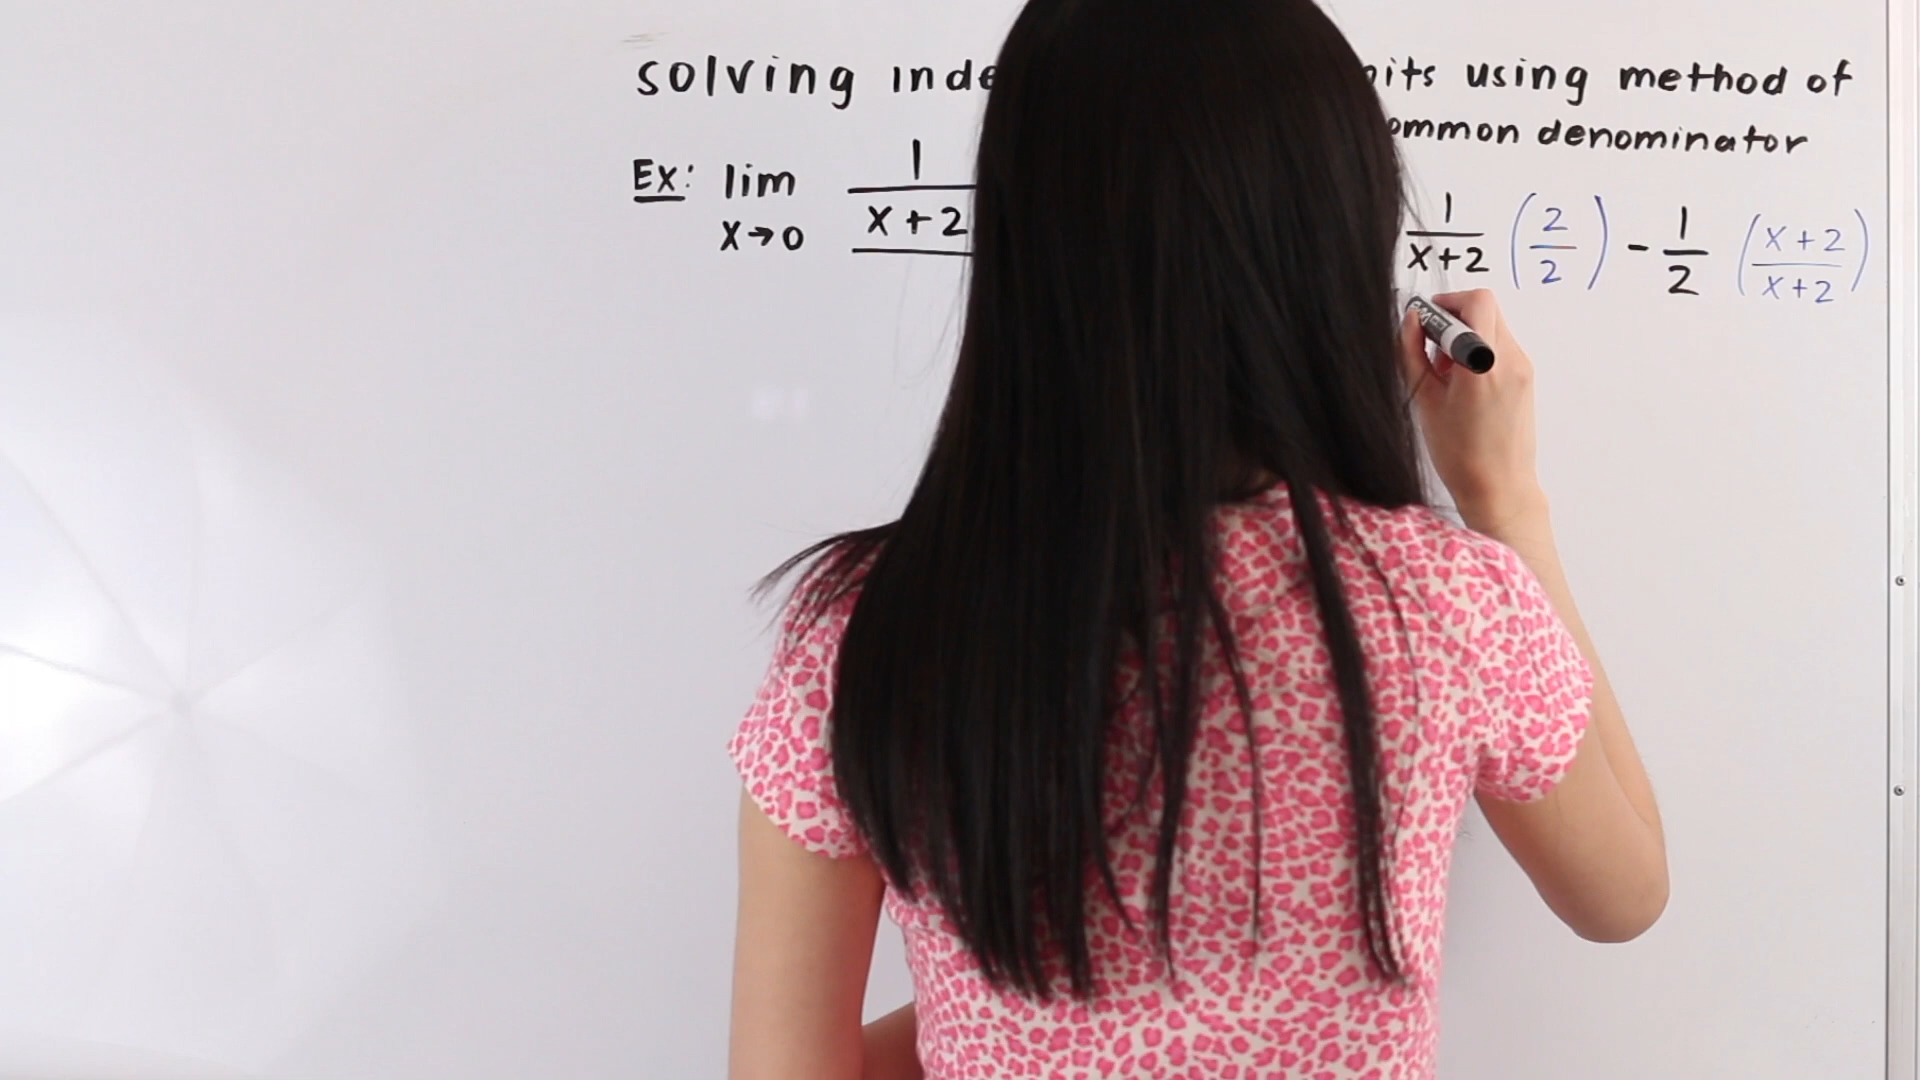 solving inde its using method of
ommon denominator
Ex: lim 1/(x+2)
x→0
1/(x+2) (2/2) - 1/2 ((x+2)/(x+2))